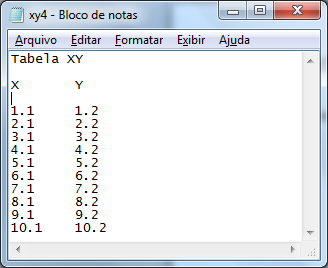 xy4 - Bloco de notas
Arquivo Editar Formatar Exibir Ajuda
Tabela XY
X Y
1.1 1.2
2.1 2.2
3.1 3.2
4.1 4.2
5.1 5.2
6.1 6.2
7.1 7.2
8.1 8.2
9.1 9.2
10.1 10.2